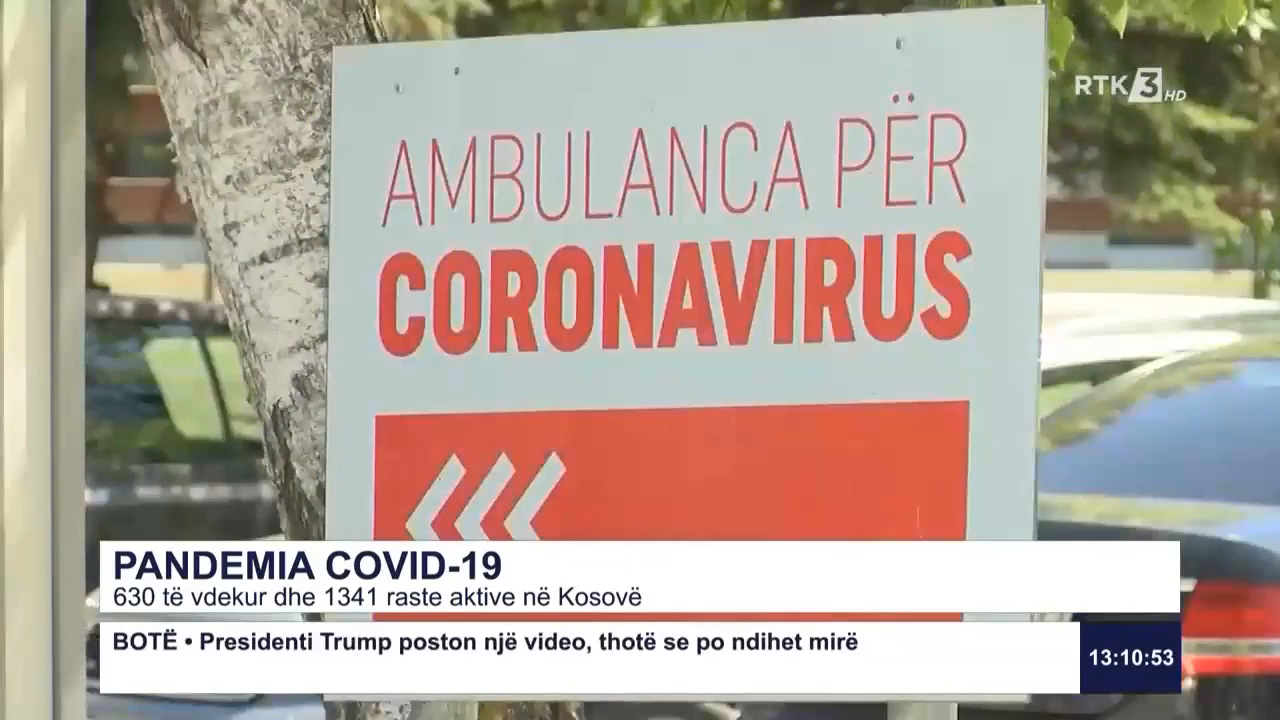 RTK 3 HD
AMBULANCA PËR
CORONAVIRUS
PANDEMIA COVID-19
630 të vdekur dhe 1341 raste aktive në Kosovë
BOTË • Presidenti Trump poston një video, thotë se po ndihet mirë
13:10:53